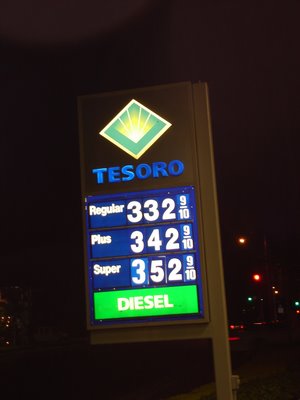 TESORO
Regular 332 9/10
Plus 342 9/10
Super 352 9/10
DIESEL